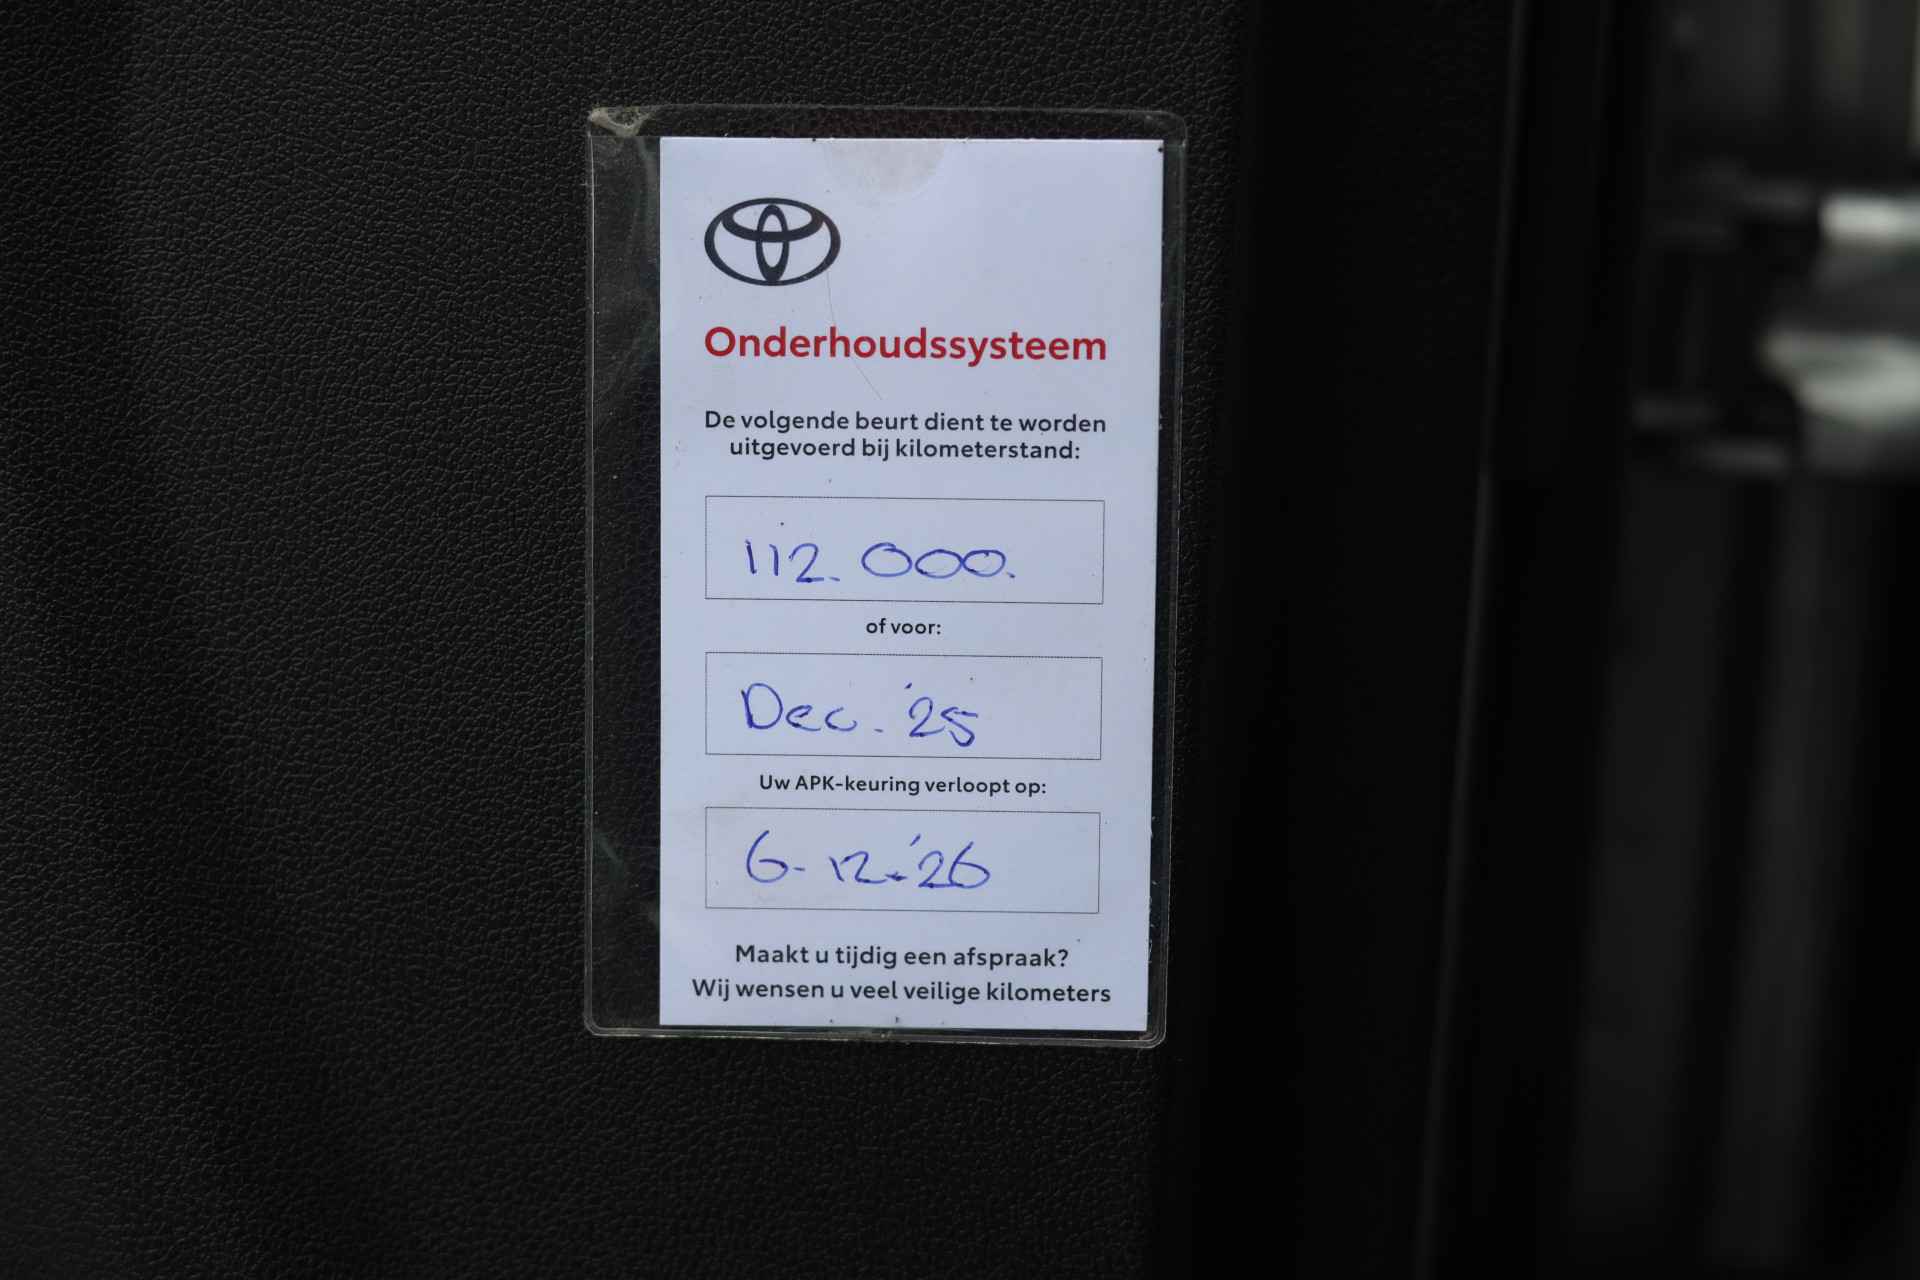 Onderhoudssysteem
De volgende beurt dient te worden
uitgevoerd bij kilometerstand:
112.000.
of voor:
Dec. '25
Uw APK-keuring verloopt op:
6-12-'26
Maakt u tijdig een afspraak?
Wij wensen u veel veilige kilometers